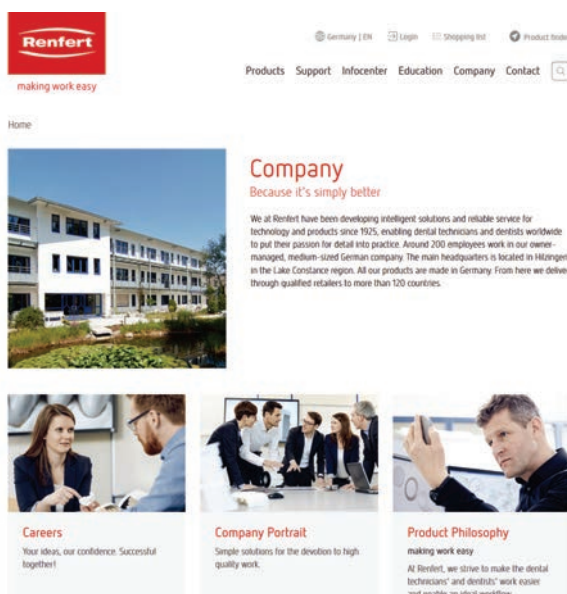 Renfert
making work easy
Germany | EN Login Shopping list Product finder
Products Support Infocenter Education Company Contact
Home
Company
Because it's simply better
We at Renfert have been developing intelligent solutions and reliable service for
technology and products since 1925, enabling dental technicians and dentists worldwide
to put their passion for detail into practice. Around 200 employees work in our owner-
managed, medium-sized German company. The main headquarters is located in Hilzingen
in the Lake Constance region. All our products are made in Germany. From here we delive
through qualified retailers to more than 120 countries.
Careers
Your ideas, our confidence. Successful
together!
Company Portrait
Simple solutions for the devotion to high
quality work.
Product Philosophy
making work easy
At Renfert, we strive to make the dental
technicians' and dentists' work easier
and enable an ideal workflow